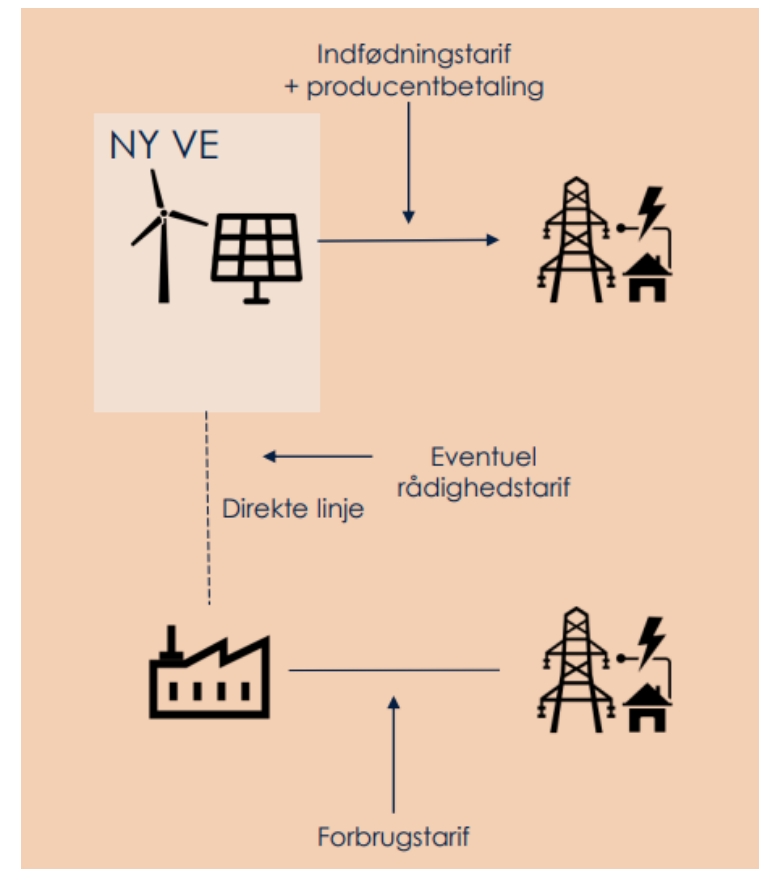 Indfødningstarif
+ producentbetaling
NY VE
Eventuel
rådighedstarif
Direkte linje
Forbrugstarif